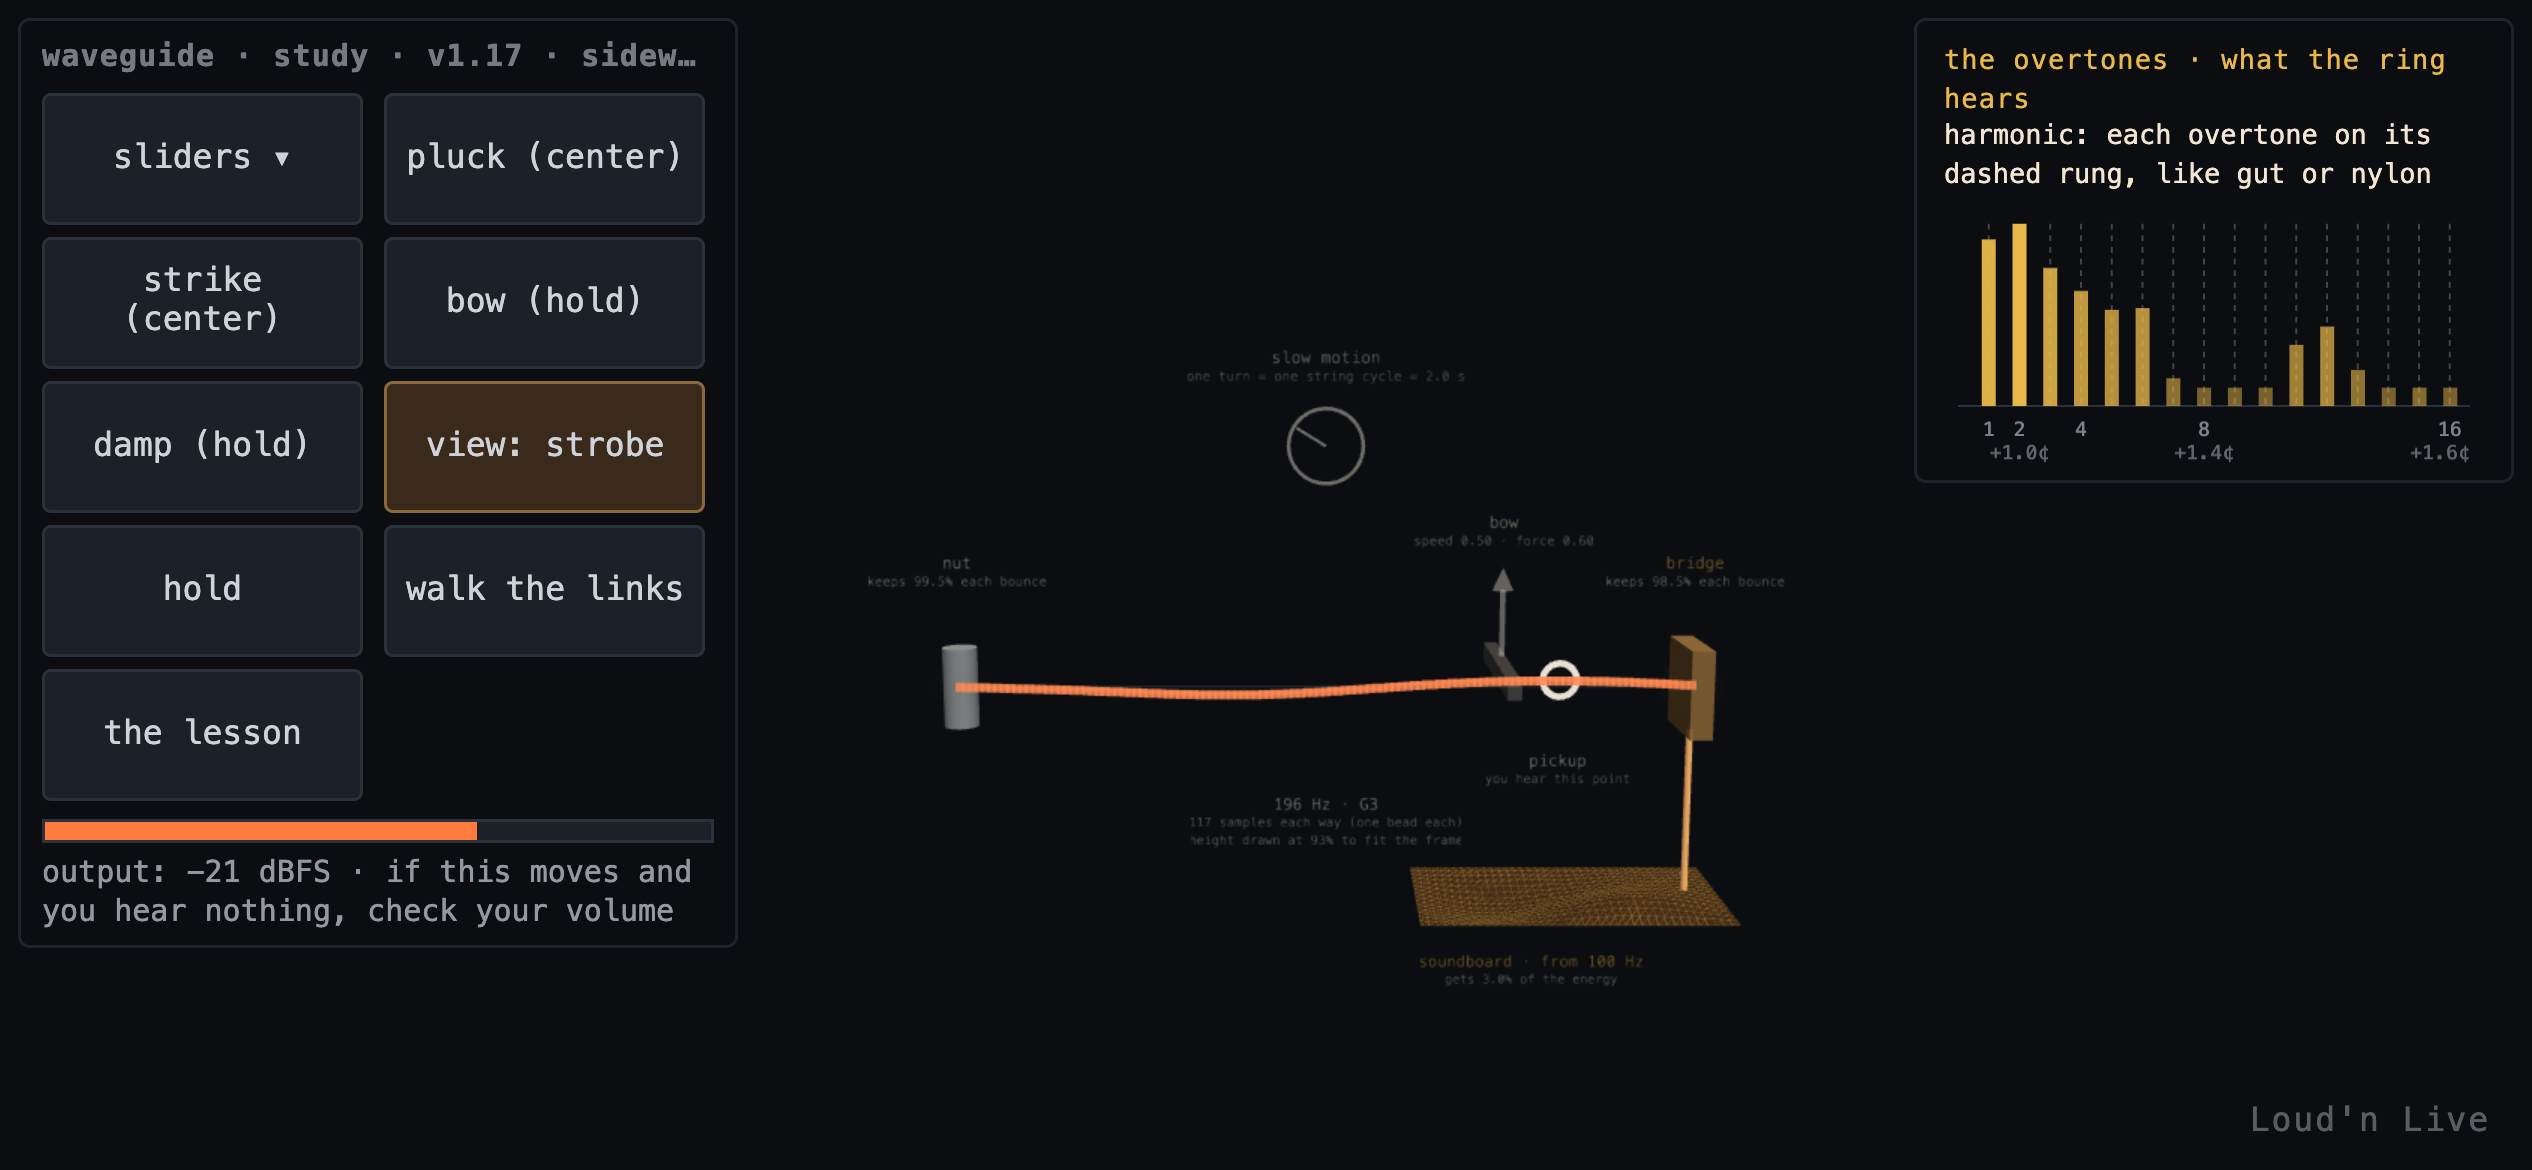 waveguide · study · v1.17 · sidew…
sliders ▾
pluck (center)
strike
(center)
bow (hold)
damp (hold)
view: strobe
hold
walk the links
the lesson
output: −21 dBFS · if this moves and
you hear nothing, check your volume
slow motion
one turn = one string cycle = 2.0 s
bow
speed 0.50 · force 0.60
nut
keeps 99.5% each bounce
bridge
keeps 98.5% each bounce
pickup
you hear this point
196 Hz · G3
117 samples each way (one bead each)
height drawn at 93% to fit the frame
soundboard · from 100 Hz
gets 3.0% of the energy
the overtones · what the ring
hears
harmonic: each overtone on its
dashed rung, like gut or nylon
1 2 4 8 16
+1.0¢ +1.4¢ +1.6¢
Loud'n Live